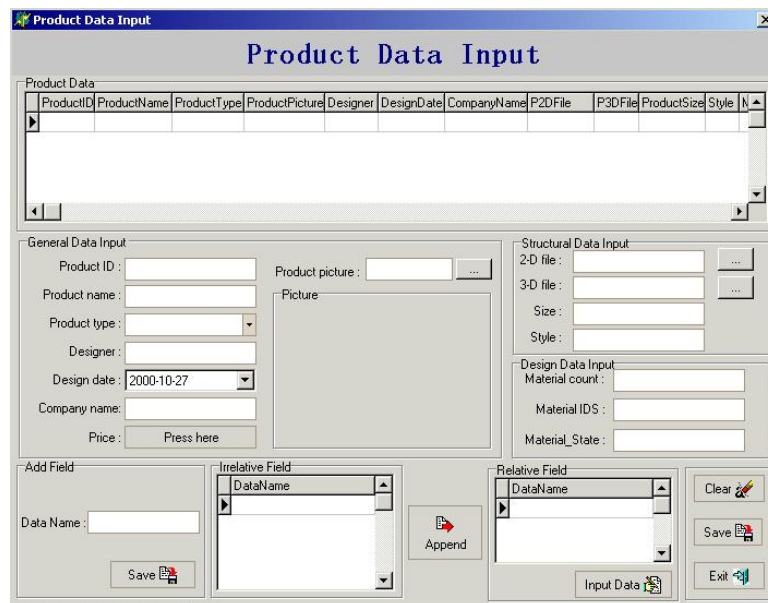 Product Data Input
Product Data Input
Product Data
ProductID ProductName ProductType ProductPicture Designer DesignDate CompanyName P2DFile P3DFile ProductSize Style
General Data Input
Product ID :
Product picture :
...
Product name :
Picture
Product type :
Designer :
Design date : 2000-10-27
Company name:
Price : Press here
Structural Data Input
2-D file :
...
3-D file :
...
Size :
Style :
Design Data Input
Material count :
Material IDS :
Material_State :
Add Field
Data Name :
Save
Irrelative Field
DataName
Append
Relative Field
DataName
Input Data
Clear
Save
Exit